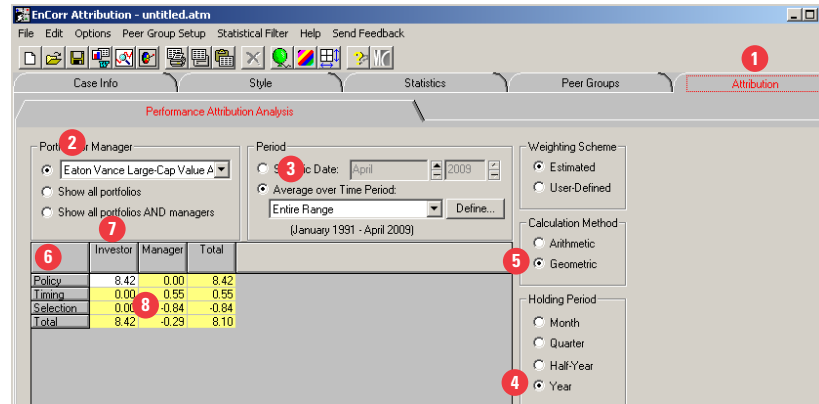 EnCorr Attribution - untitled.atm
File Edit Options Peer Group Setup Statistical Filter Help Send Feedback
1
Case Info Style Statistics Peer Groups Attribution
Performance Attribution Analysis
2 Manager
Eaton Vance Large-Cap Value A
Show all portfolios
Show all portfolios AND managers
Period
3 Date: April 2009
Average over Time Period:
Entire Range Define...
(January 1991 - April 2009)
Weighting Scheme
Estimated
User-Defined
Calculation Method
Arithmetic
5 Geometric
Holding Period
Month
Quarter
Half-Year
4 Year
7
6 Investor Manager Total
Policy 8.42 0.00 8.42
Timing 0.00 0.55 0.55
Selection 0.00 8 -0.84 -0.84
Total 8.42 -0.29 8.10